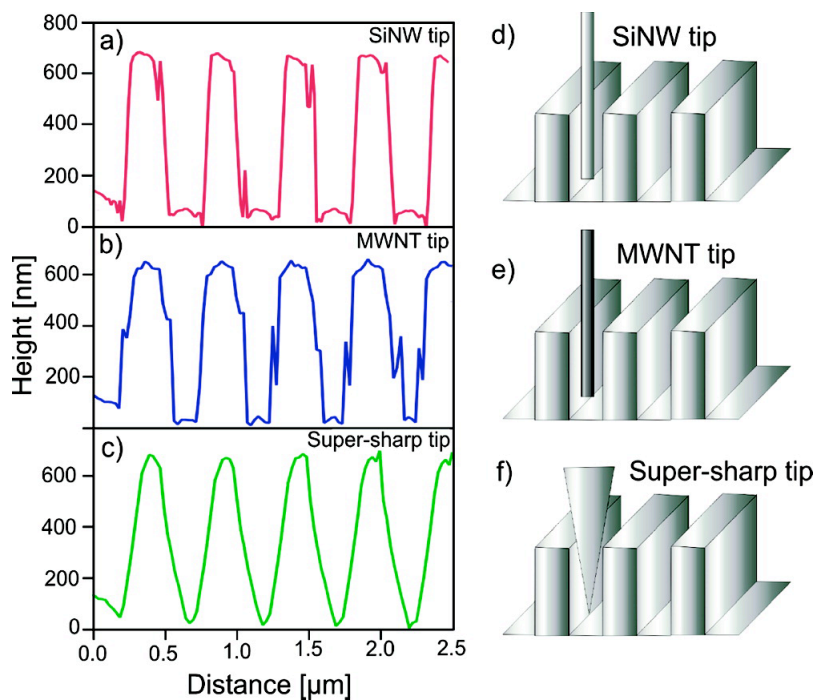 a)
SiNW tip
800
600
400
200
0
b)
MWNT tip
600
400
200
c)
Super-sharp tip
600
400
200
0
Height [nm]
0.0 0.5 1.0 1.5 2.0 2.5
Distance [µm]
d)
SiNW tip
e)
MWNT tip
f)
Super-sharp tip